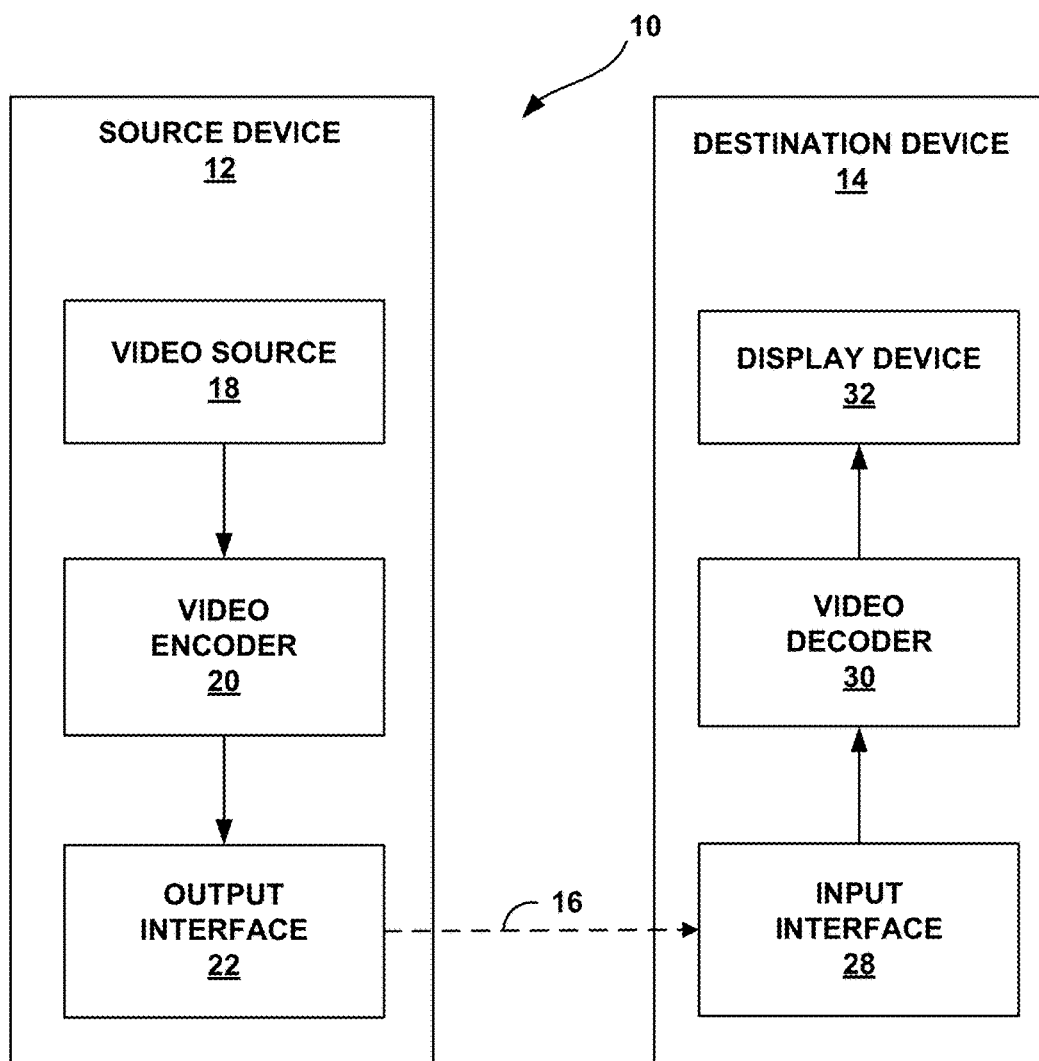 10
SOURCE DEVICE
12
VIDEO SOURCE
18
VIDEO
ENCODER
20
OUTPUT
INTERFACE
22
16
DESTINATION DEVICE
14
DISPLAY DEVICE
32
VIDEO
DECODER
30
INPUT
INTERFACE
28